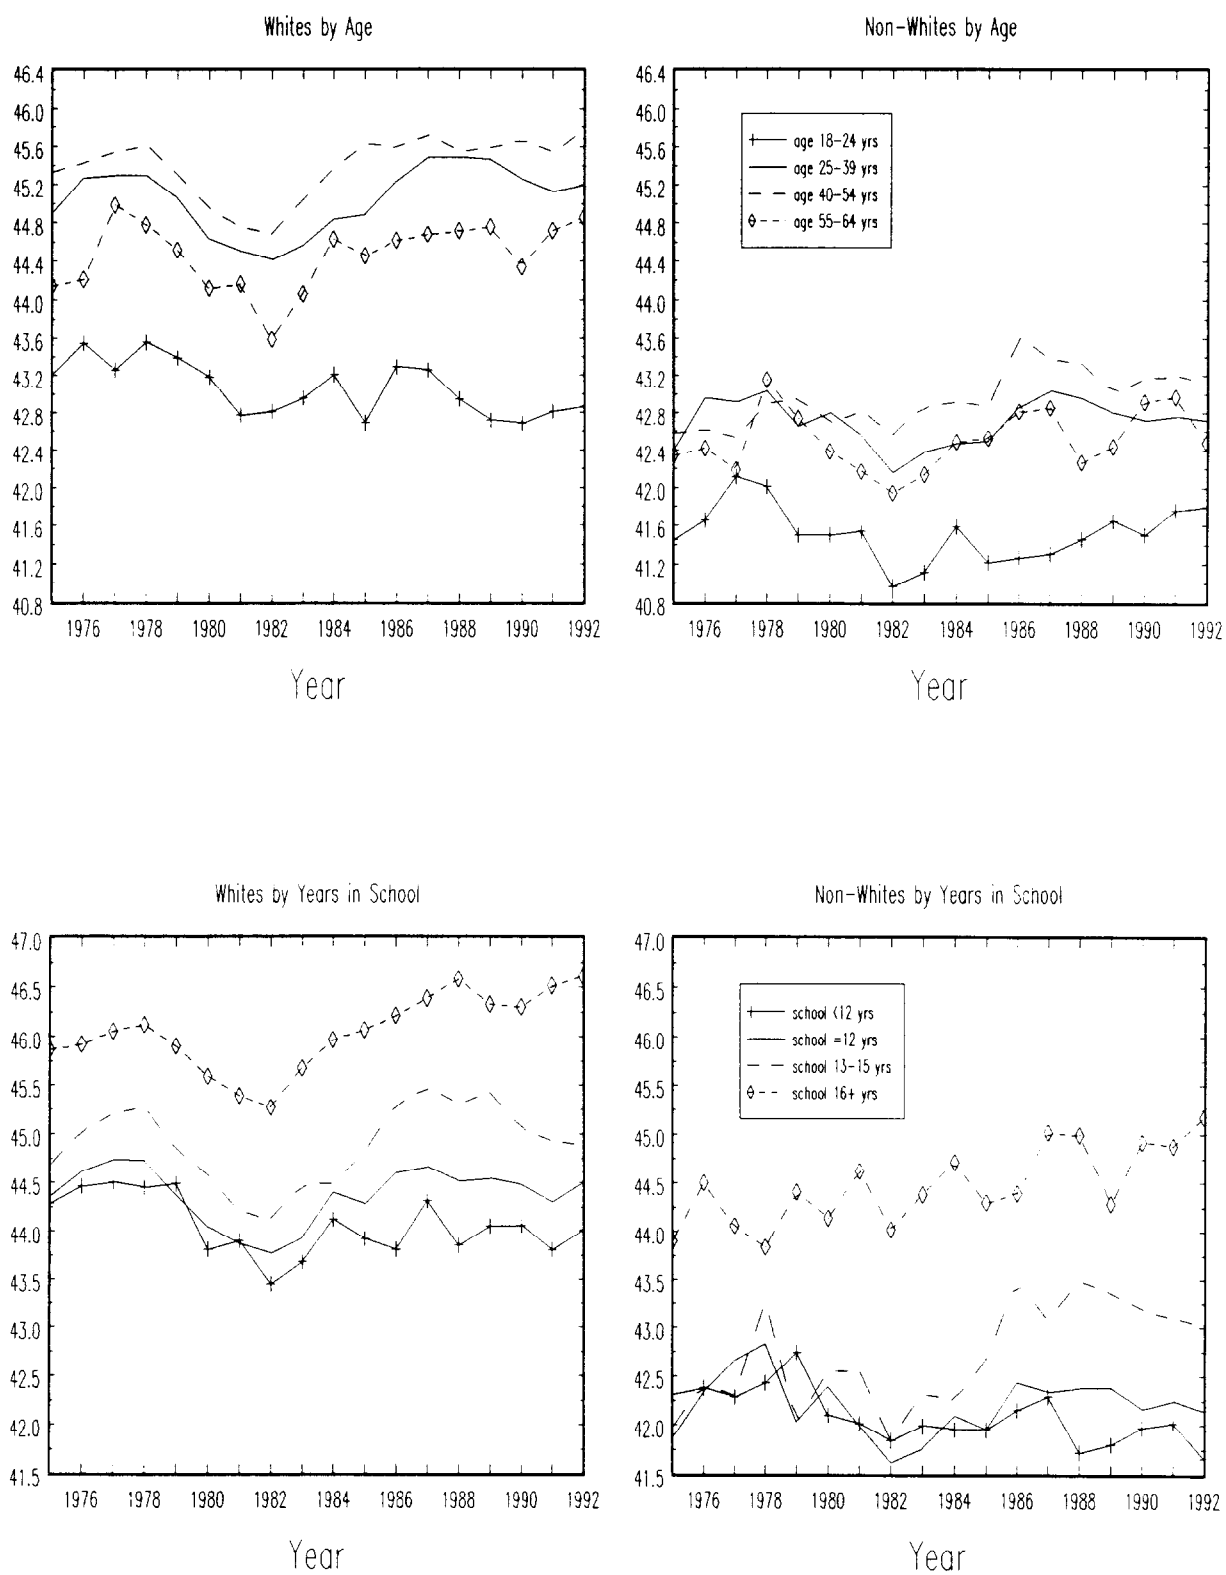 Whites by Age
46.4
46.0
45.6
45.2
44.8
44.4
44.0
43.6
43.2
42.8
42.4
42.0
41.6
41.2
40.8
1976 1978 1980 1982 1984 1986 1988 1990 1992
Year
Non-Whites by Age
46.4
46.0
45.6
45.2
44.8
44.4
44.0
43.6
43.2
42.8
42.4
42.0
41.6
41.2
40.8
age 18-24 yrs
age 25-39 yrs
age 40-54 yrs
age 55-64 yrs
1976 1978 1980 1982 1984 1986 1988 1990 1992
Year
Whites by Years in School
47.0
46.5
46.0
45.5
45.0
44.5
44.0
43.5
43.0
42.5
42.0
41.5
1976 1978 1980 1982 1984 1986 1988 1990 1992
Year
Non-Whites by Years in School
47.0
46.5
46.0
45.5
45.0
44.5
44.0
43.5
43.0
42.5
42.0
41.5
school <12 yrs
school =12 yrs
school 13-15 yrs
school 16+ yrs
1976 1978 1980 1982 1984 1986 1988 1990 1992
Year